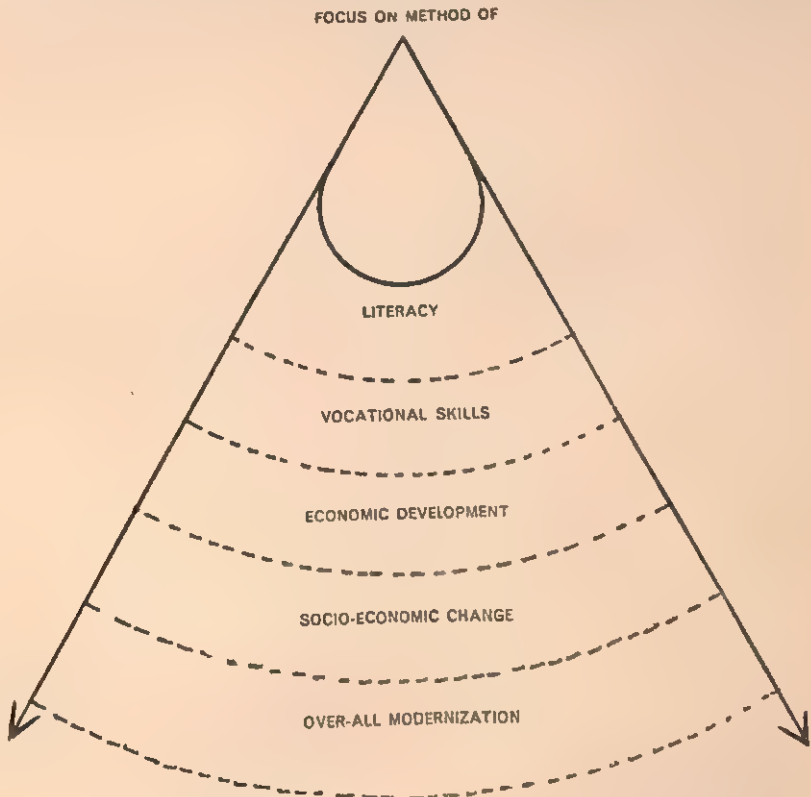 FOCUS ON METHOD OF
LITERACY
VOCATIONAL SKILLS
ECONOMIC DEVELOPMENT
SOCIO-ECONOMIC CHANGE
OVER-ALL MODERNIZATION